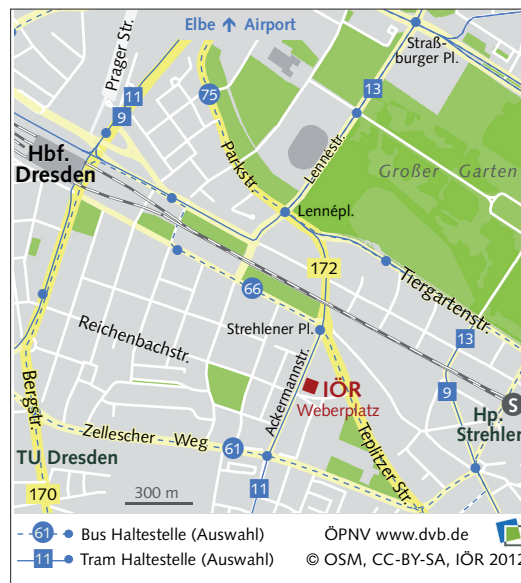 Elbe ↑ Airport
Prager Str.
Straß-
burger Pl.
75
13
11
9
Parkstr.
Lennéstr.
Hbf.
Dresden
Großer Garten
Lennépl.
172
Tiergartenstr.
66
Strehlener Pl.
Reichenbachstr.
13
Ackermannstr.
IÖR
Weberplatz
9
S
Hp.
Strehlen
Bergstr.
Zellescher Weg
61
Teplitzer Str.
TU Dresden
170
300 m
11
61 Bus Haltestelle (Auswahl)
ÖPNV www.dvb.de
11 Tram Haltestelle (Auswahl)
© OSM, CC-BY-SA, IÖR 2012